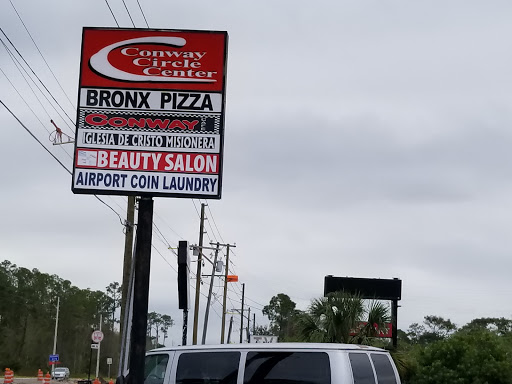 Conway
Circle
Center
BRONX PIZZA
CONWAY
IGLESIA DE CRISTO MISIONERA
BEAUTY SALON
AIRPORT COIN LAUNDRY